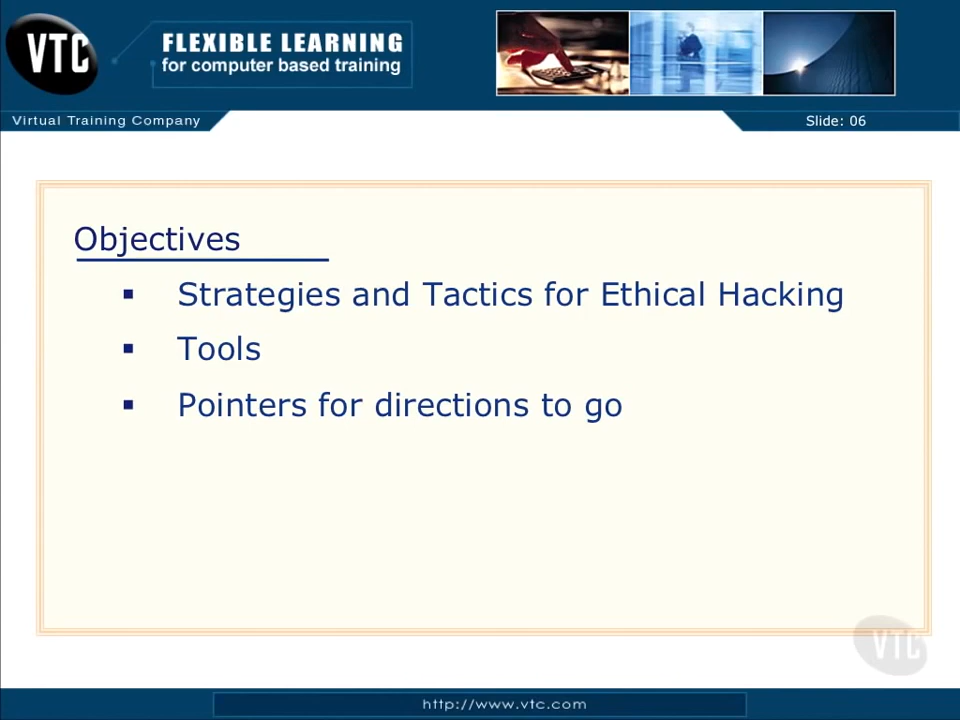 VTC
FLEXIBLE LEARNING
for computer based training
Virtual Training Company
Slide: 06
Objectives
▪ Strategies and Tactics for Ethical Hacking
▪ Tools
▪ Pointers for directions to go
VTC
http://www.vtc.com